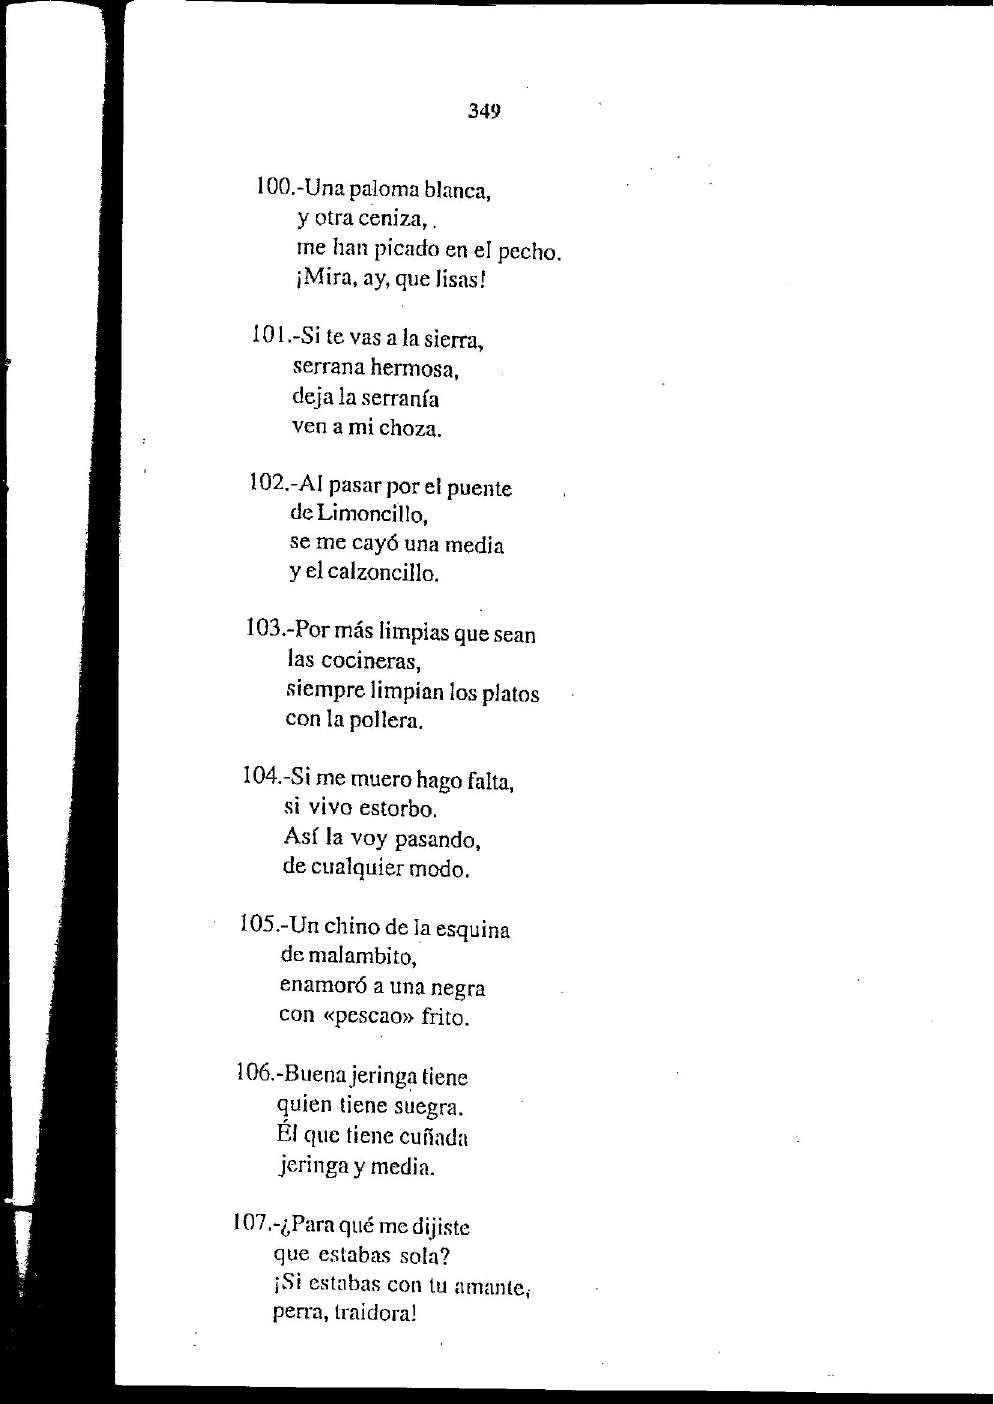 349
100.-Una paloma blanca,
y otra ceniza, .
me han picado en el pecho.
¡Mira, ay, que lisas!
101.-Si te vas a la sierra,
serrana hermosa,
deja la serranía
ven a mi choza.
102.-Al pasar por el puente
de Limoncillo,
se me cayó una media
y el calzoncillo.
103.-Por más limpias que sean
las cocineras,
siempre limpian los platos
con la pollera.
104.-Si me muero hago falta,
si vivo estorbo.
Así la voy pasando,
de cualquier modo.
105.-Un chino de la esquina
de malambito,
enamoró a una negra
con «pescao» frito.
106.-Buena jeringa tiene
quien tiene suegra.
Él que tiene cuñada
jeringa y media.
107.-¿Para qué me dijiste
que estabas sola?
¡Si estabas con tu amante,
perra, traidora!